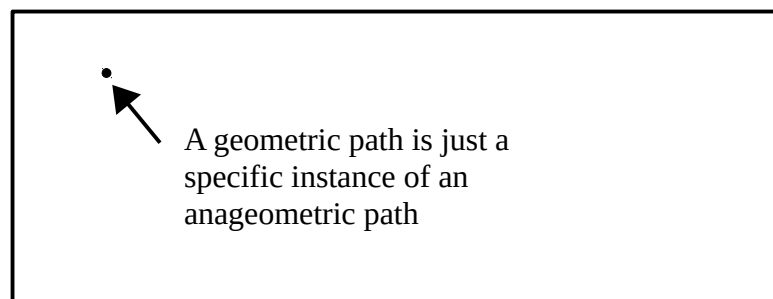 A geometric path is just a
specific instance of an
anageometric path